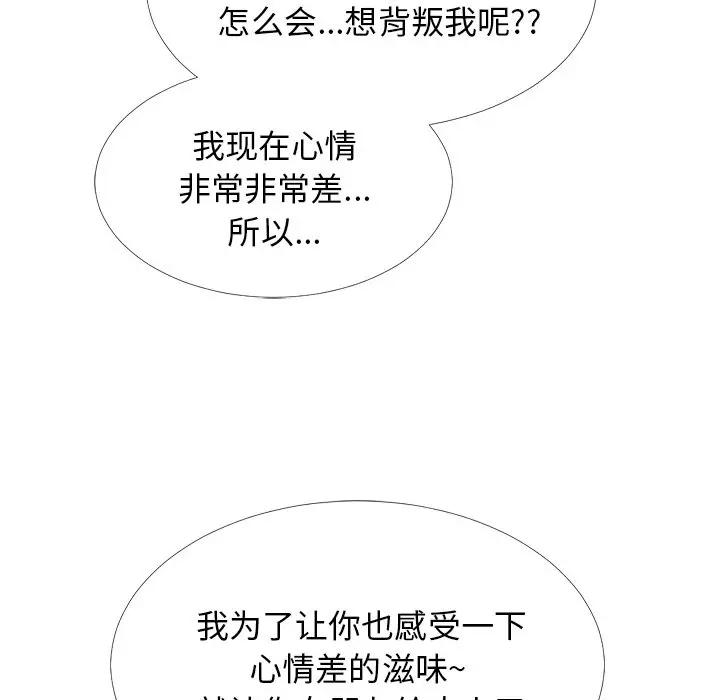 怎么会...想背叛我呢??
我现在心情
非常非常差...
所以...
我为了让你也感受一下
心情差的滋味~